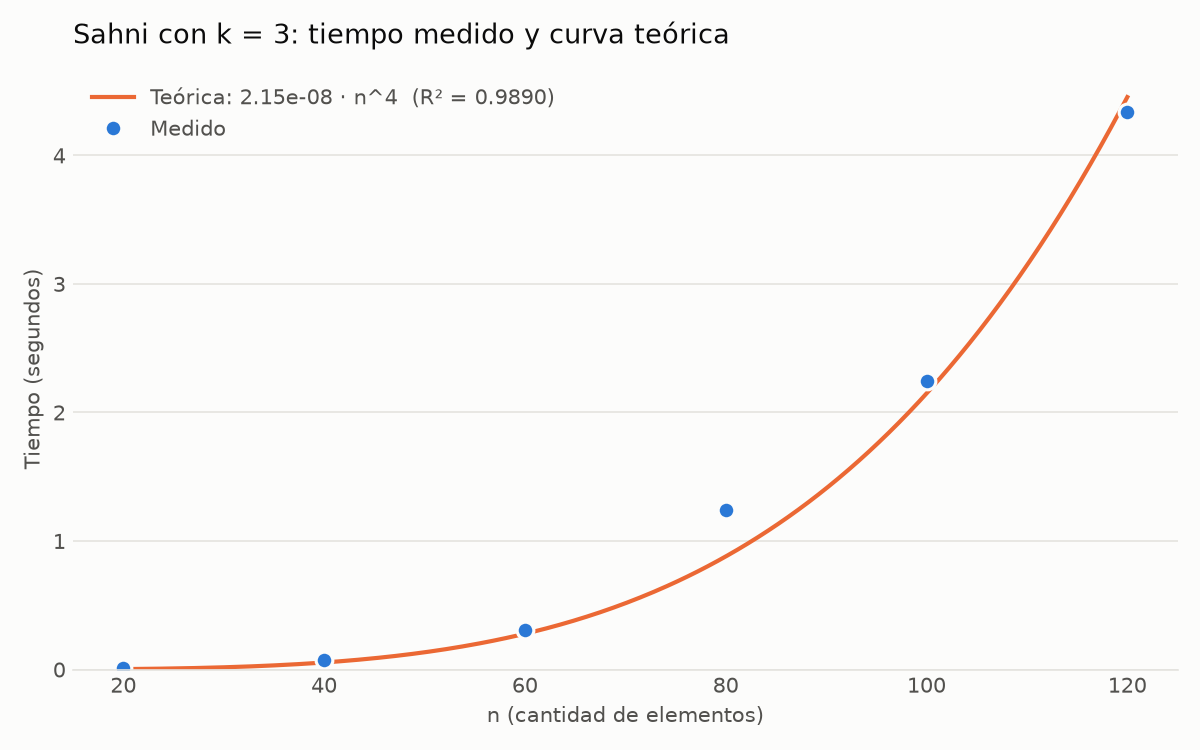 Sahni con k = 3: tiempo medido y curva teórica
Teórica: 2.15e-08 · n^4  (R² = 0.9890)
Medido
4
3
2
1
0
Tiempo (segundos)
20 40 60 80 100 120
n (cantidad de elementos)